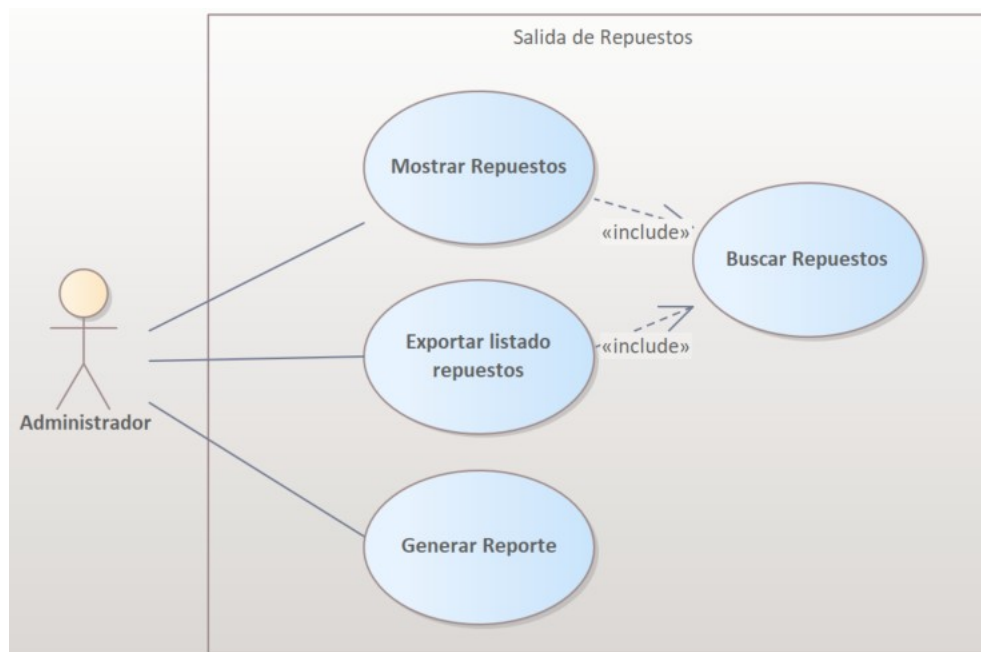 Salida de Repuestos
Mostrar Repuestos
«include»
Buscar Repuestos
Exportar listado
repuestos
«include»
Administrador
Generar Reporte